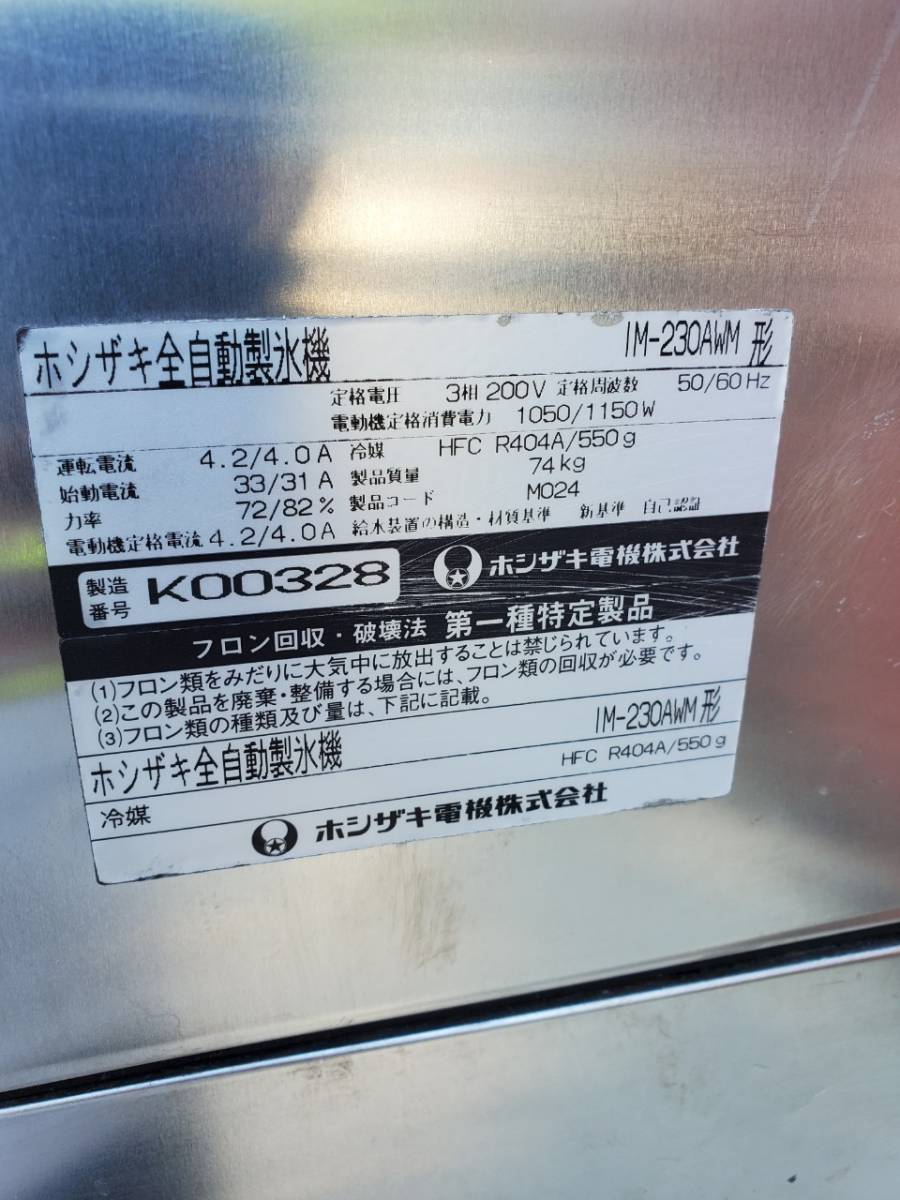 ホシザキ全自動製氷機 IM-230AWM 形
定格電圧 3相 200V 定格周波数 50/60 Hz
電動機定格消費電力 1050/1150 W
運転電流 4.2/4.0 A 冷媒 HFC R404A/550g
始動電流 33/31 A 製品質量 74kg
力率 72/82% 製品コード M024
電動機定格電流 4.2/4.0 A 給水装置の構造・材質基準 新基準 自己認証
製造番号 K00328 ホシザキ電機株式会社
フロン回収・破壊法 第一種特定製品
(1)フロン類をみだりに大気中に放出することは禁じられています。
(2)この製品を廃棄・整備する場合には、フロン類の回収が必要です。
(3)フロン類の種類及び量は、下記に記載。
ホシザキ全自動製氷機 IM-230AWM 形
冷媒 HFC R404A/550g
ホシザキ電機株式会社